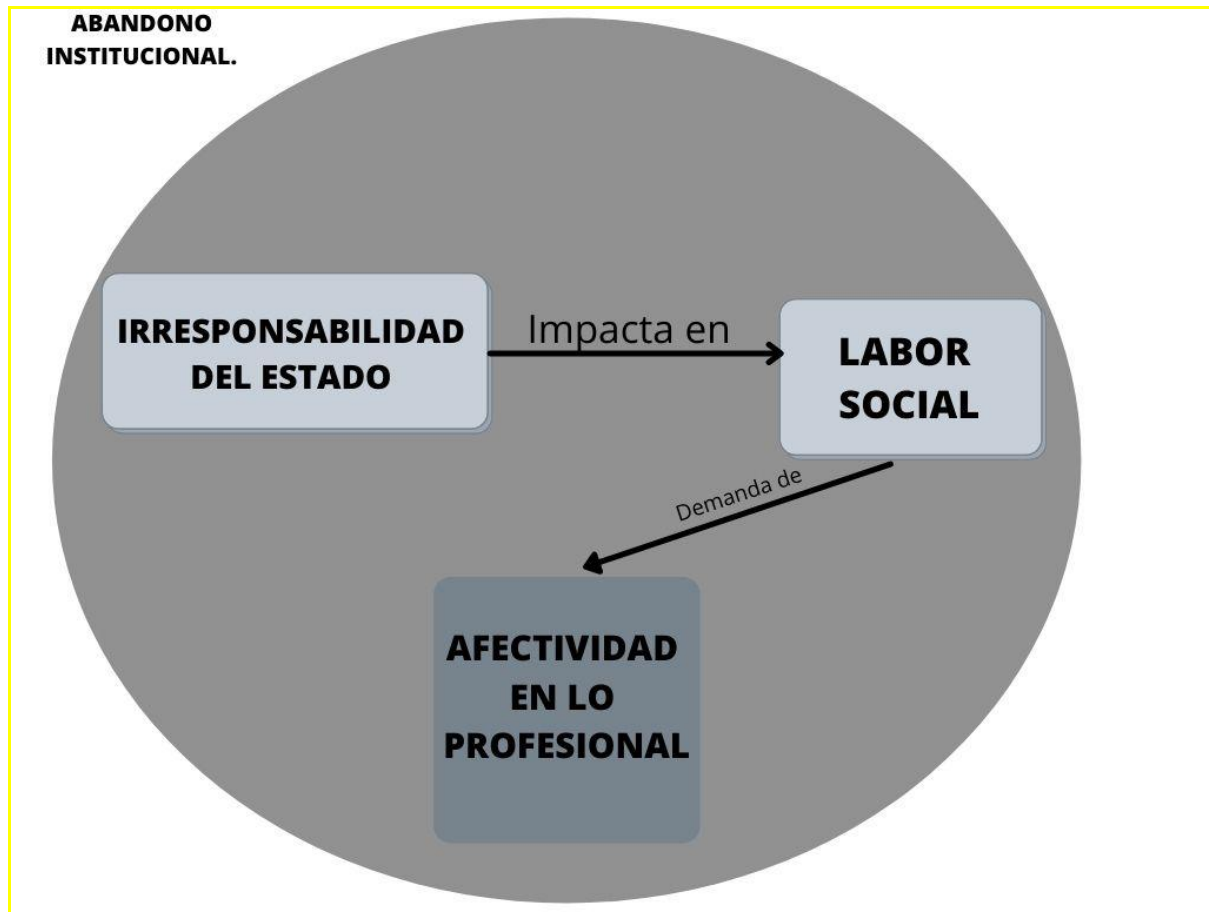 ABANDONO
INSTITUCIONAL.
IRRESPONSABILIDAD
DEL ESTADO
Impacta en
LABOR
SOCIAL
Demanda de
AFECTIVIDAD
EN LO
PROFESIONAL